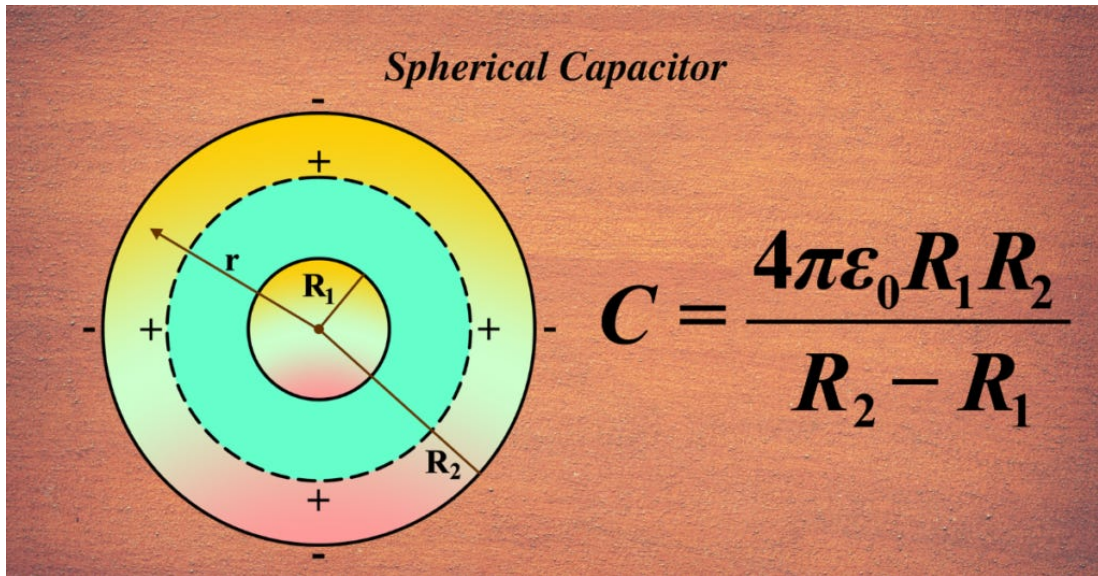 Spherical Capacitor
-
+
r
R₁
- + + -
R₂
+
-
C = 4πε₀R₁R₂ / R₂ − R₁